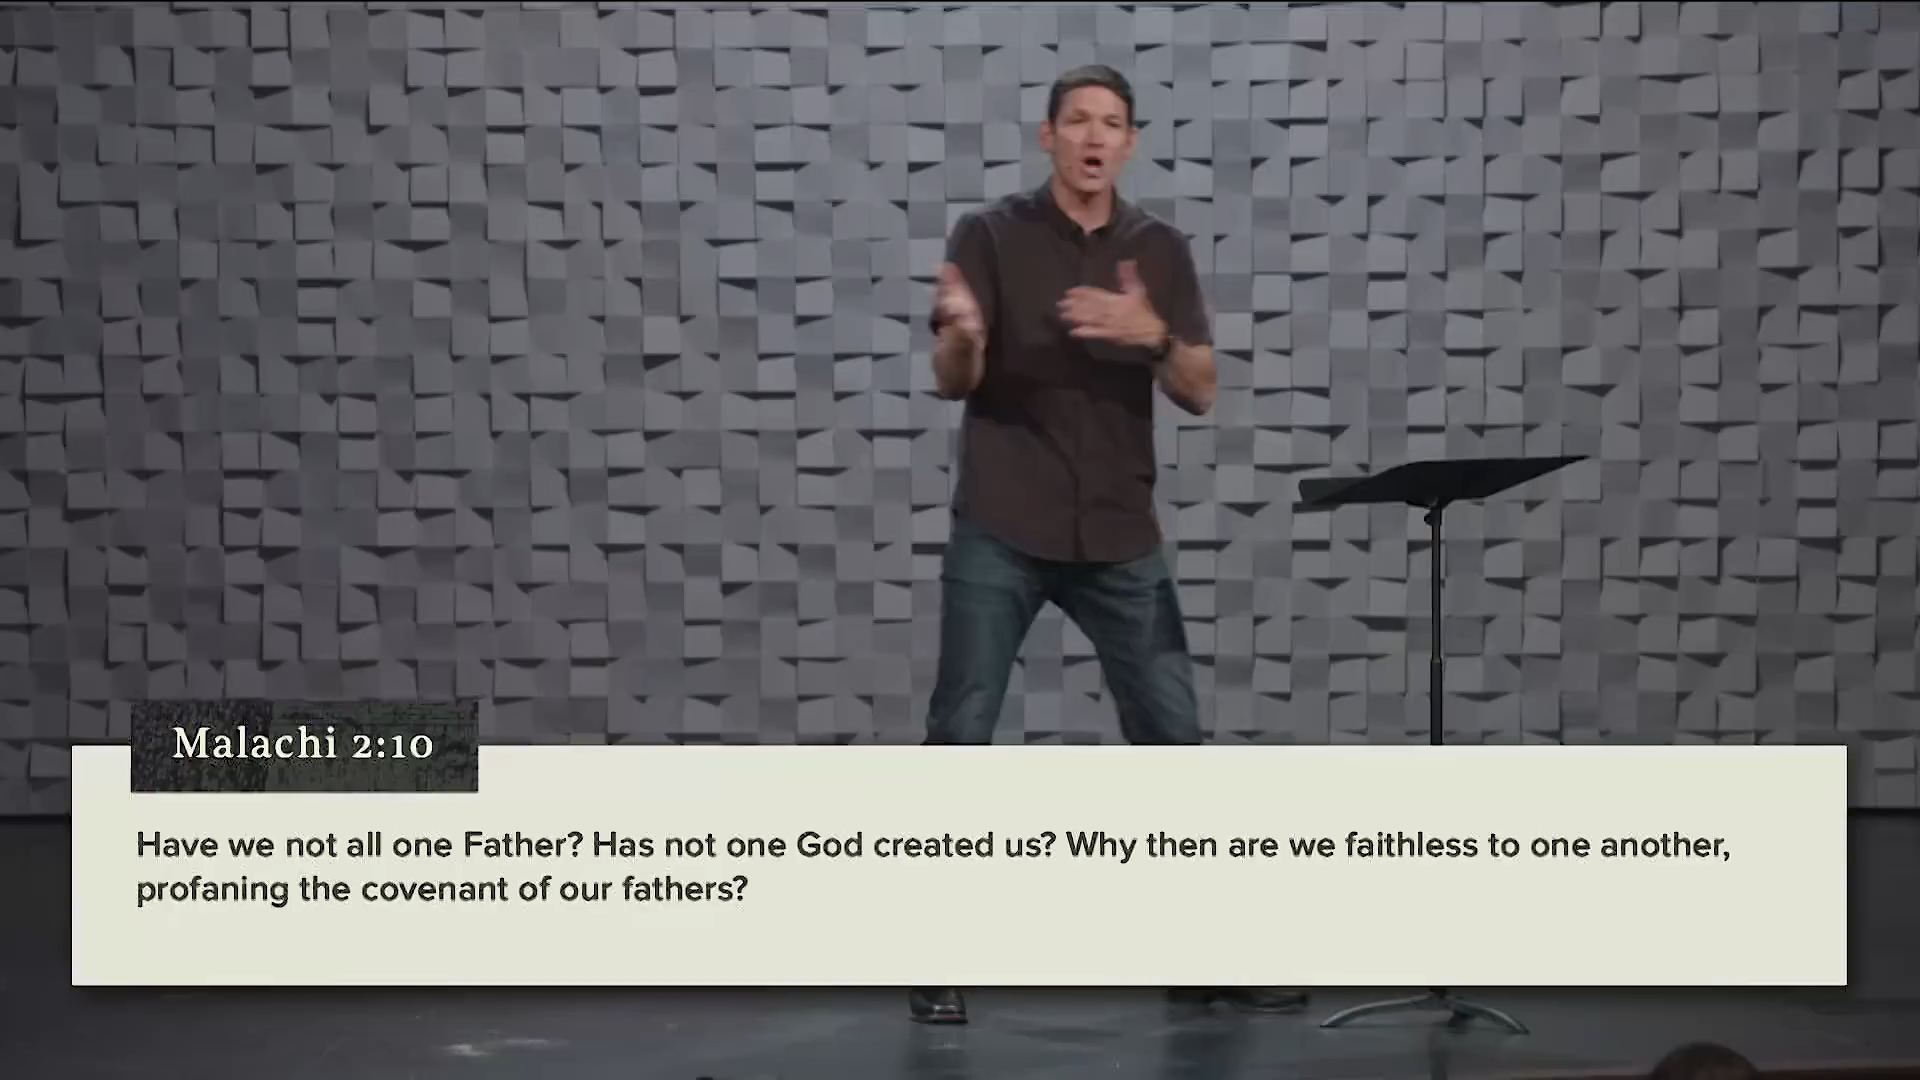 Malachi 2:10
Have we not all one Father? Has not one God created us? Why then are we faithless to one another,
profaning the covenant of our fathers?